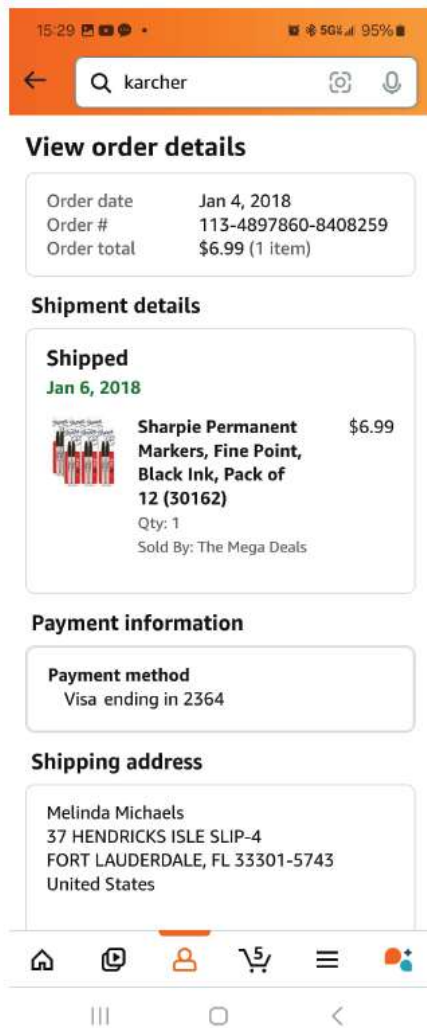 15:29
5G 95%
karcher
View order details
Order date Jan 4, 2018
Order # 113-4897860-8408259
Order total $6.99 (1 item)
Shipment details
Shipped
Jan 6, 2018
Sharpie Permanent $6.99
Markers, Fine Point,
Black Ink, Pack of
12 (30162)
Qty: 1
Sold By: The Mega Deals
Payment information
Payment method
Visa ending in 2364
Shipping address
Melinda Michaels
37 HENDRICKS ISLE SLIP-4
FORT LAUDERDALE, FL 33301-5743
United States
5